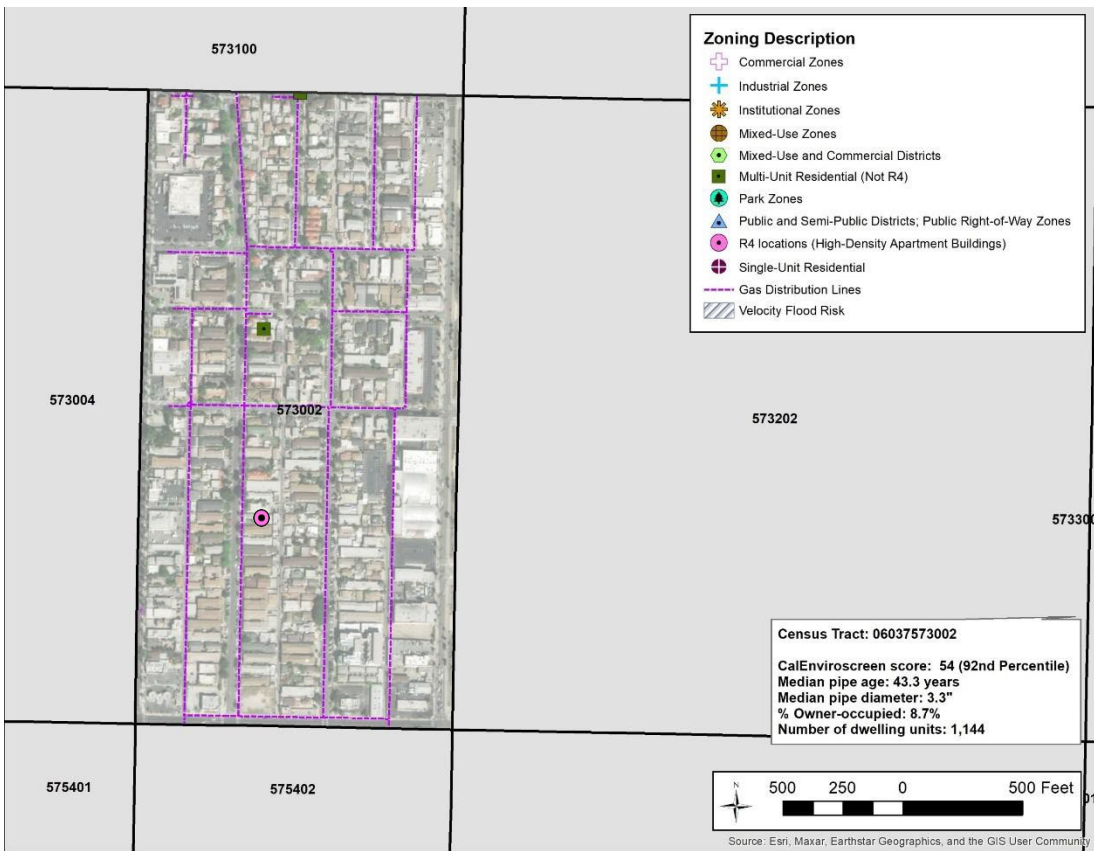 573100
Zoning Description
Commercial Zones
Industrial Zones
Institutional Zones
Mixed-Use Zones
Mixed-Use and Commercial Districts
Multi-Unit Residential (Not R4)
Park Zones
Public and Semi-Public Districts; Public Right-of-Way Zones
R4 locations (High-Density Apartment Buildings)
Single-Unit Residential
Gas Distribution Lines
Velocity Flood Risk
573004
573002
573202
57330
Census Tract: 06037573002
CalEnviroscreen score: 54 (92nd Percentile)
Median pipe age: 43.3 years
Median pipe diameter: 3.3"
% Owner-occupied: 8.7%
Number of dwelling units: 1,144
575401
575402
N
500 250 0 500 Feet
Source: Esri, Maxar, Earthstar Geographics, and the GIS User Community